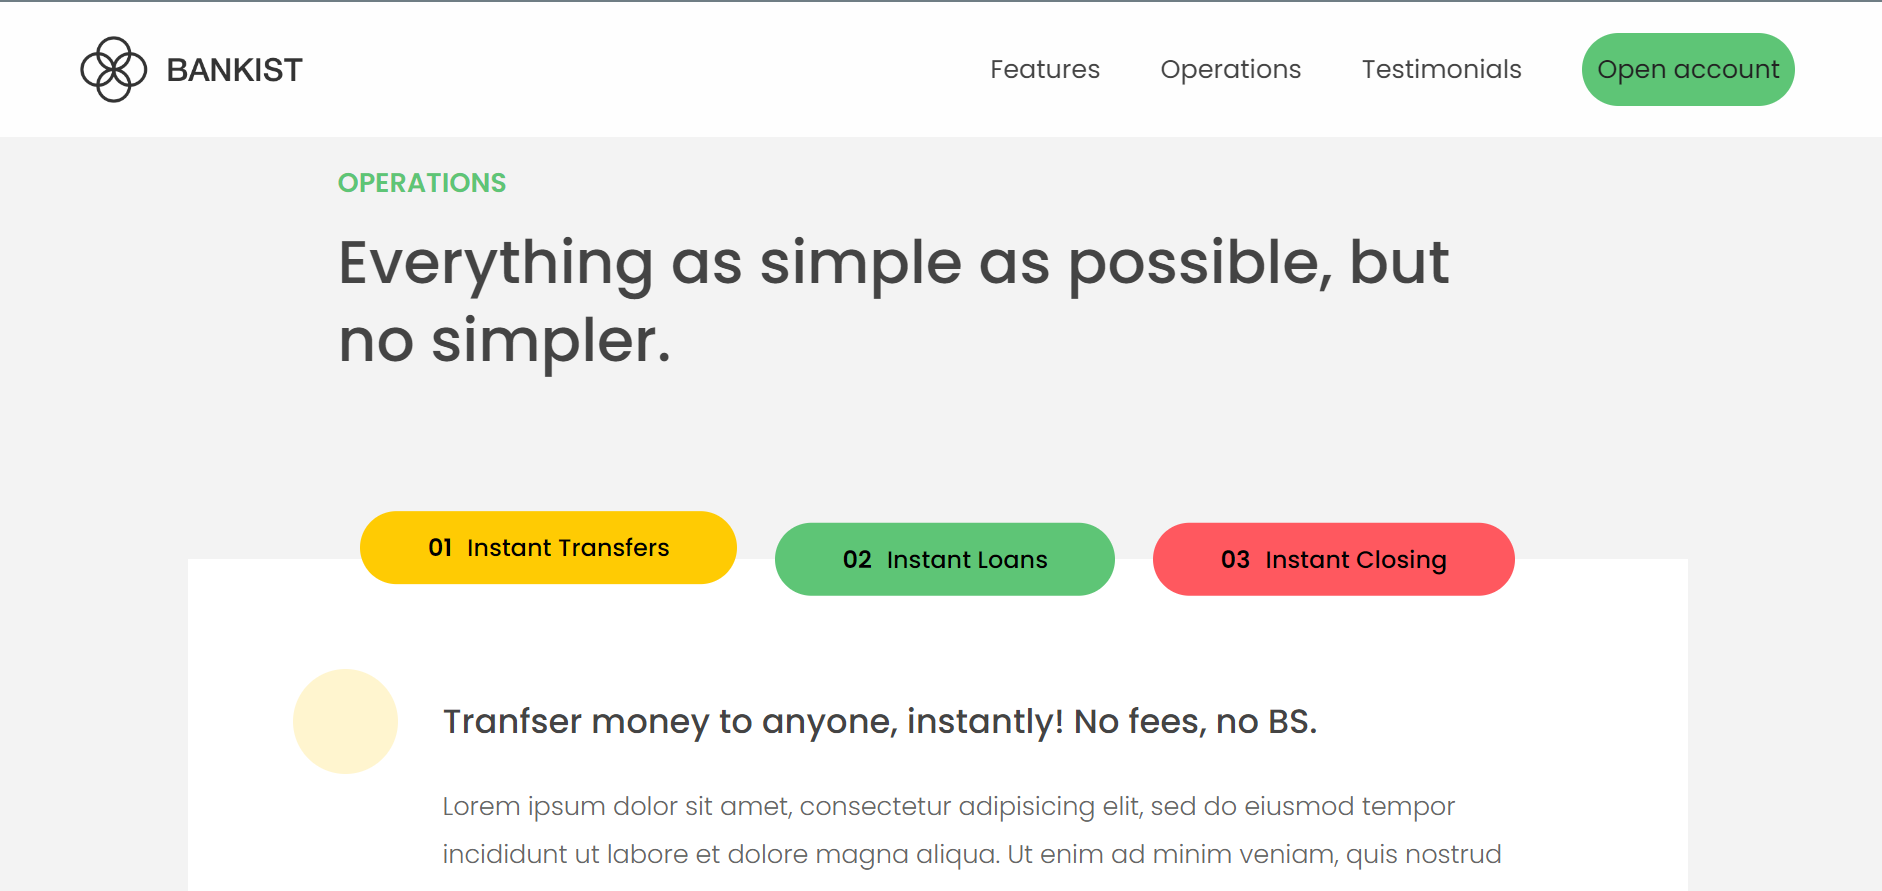 BANKIST
Features
Operations
Testimonials
Open account
OPERATIONS
Everything as simple as possible, but
no simpler.
01 Instant Transfers
02 Instant Loans
03 Instant Closing
Tranfser money to anyone, instantly! No fees, no BS.
Lorem ipsum dolor sit amet, consectetur adipisicing elit, sed do eiusmod tempor
incididunt ut labore et dolore magna aliqua. Ut enim ad minim veniam, quis nostrud